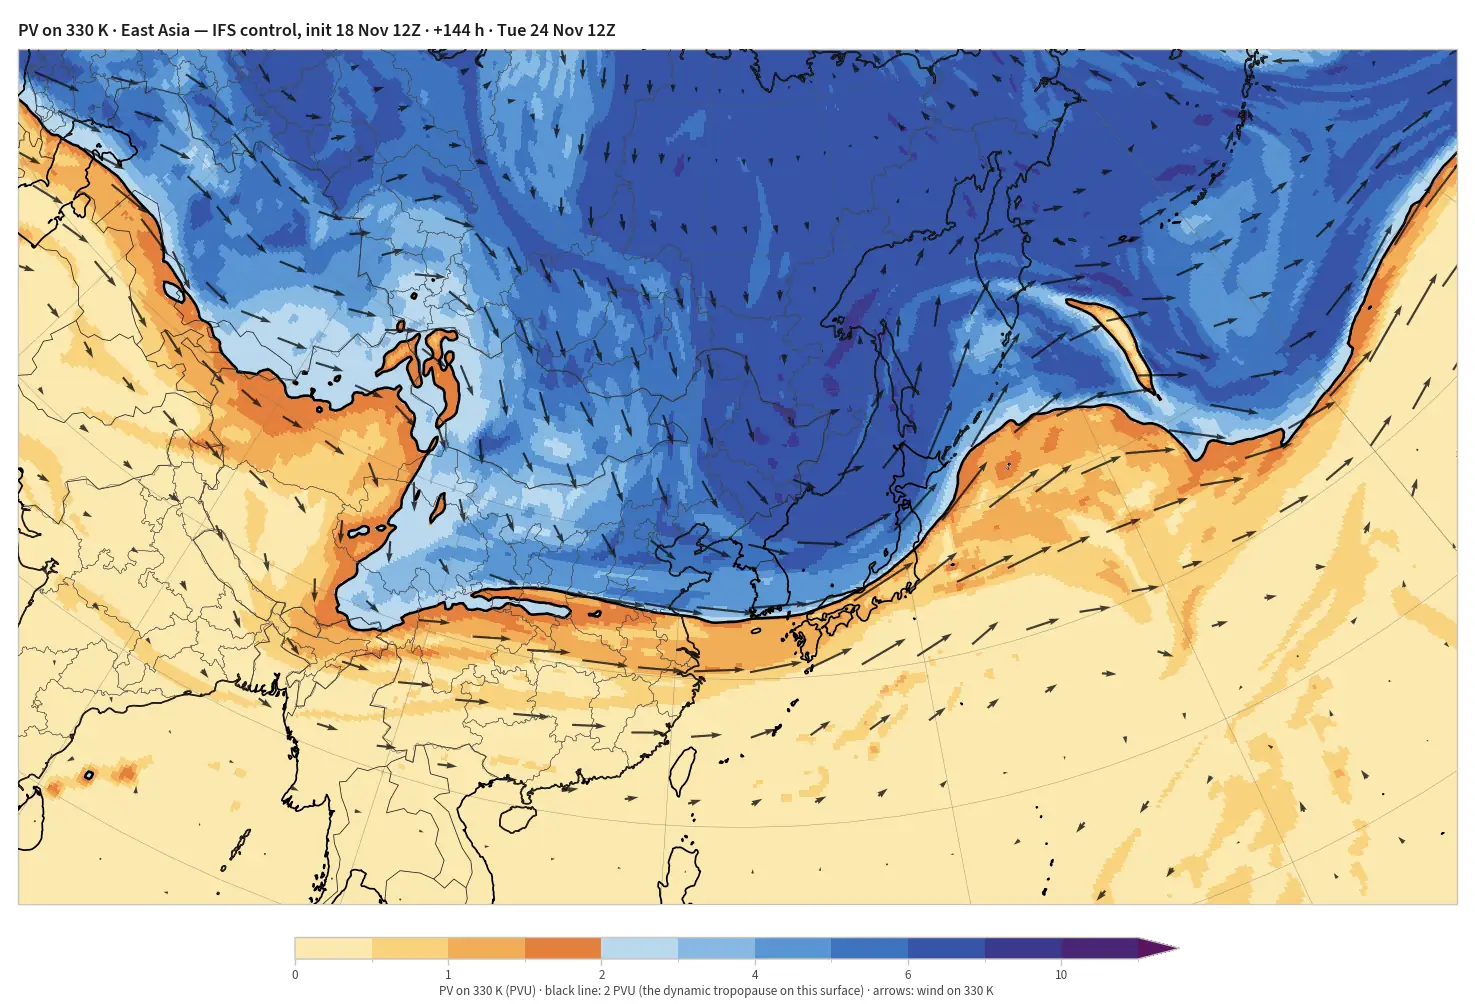 PV on 330 K · East Asia — IFS control, init 18 Nov 12Z · +144 h · Tue 24 Nov 12Z
0 1 2 4 6 10
PV on 330 K (PVU) · black line: 2 PVU (the dynamic tropopause on this surface) · arrows: wind on 330 K